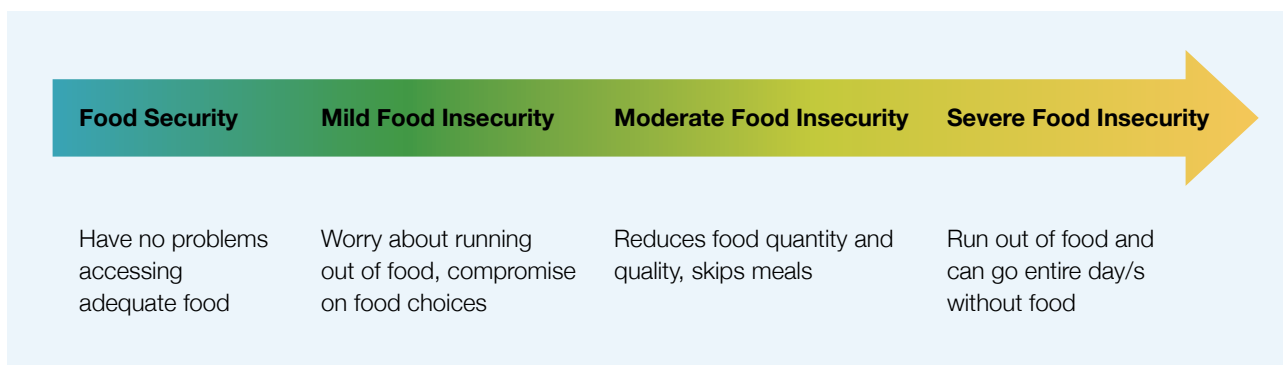 Food Security
Mild Food Insecurity
Moderate Food Insecurity
Severe Food Insecurity
Have no problems
accessing
adequate food
Worry about running
out of food, compromise
on food choices
Reduces food quantity and
quality, skips meals
Run out of food and
can go entire day/s
without food